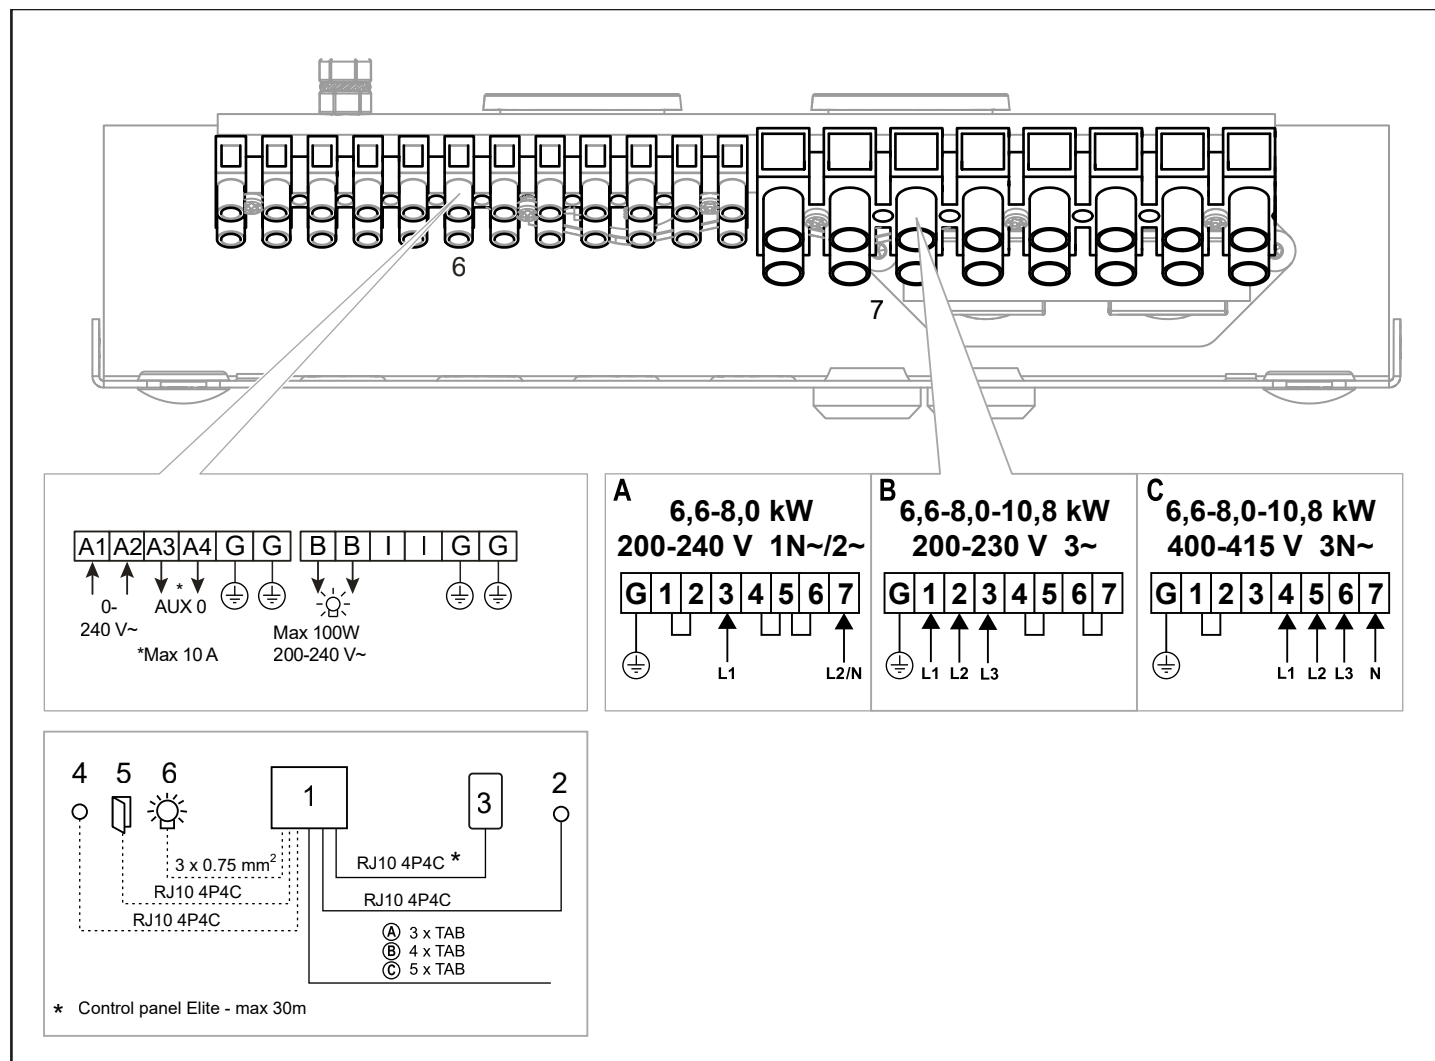 6
7
A1 A2 A3 A4 G G B B I I G G
0-
240 V~
*
AUX 0
*Max 10 A
Max 100W
200-240 V~
A
6,6-8,0 kW
200-240 V 1N~/2~
G 1 2 3 4 5 6 7
L1 L2/N
B
6,6-8,0-10,8 kW
200-230 V 3~
G 1 2 3 4 5 6 7
L1 L2 L3
C
6,6-8,0-10,8 kW
400-415 V 3N~
G 1 2 3 4 5 6 7
L1 L2 L3 N
4 5 6
1
3
2
3 x 0.75 mm²
RJ10 4P4C *
RJ10 4P4C
RJ10 4P4C
RJ10 4P4C
A 3 x TAB
B 4 x TAB
C 5 x TAB
* Control panel Elite - max 30m